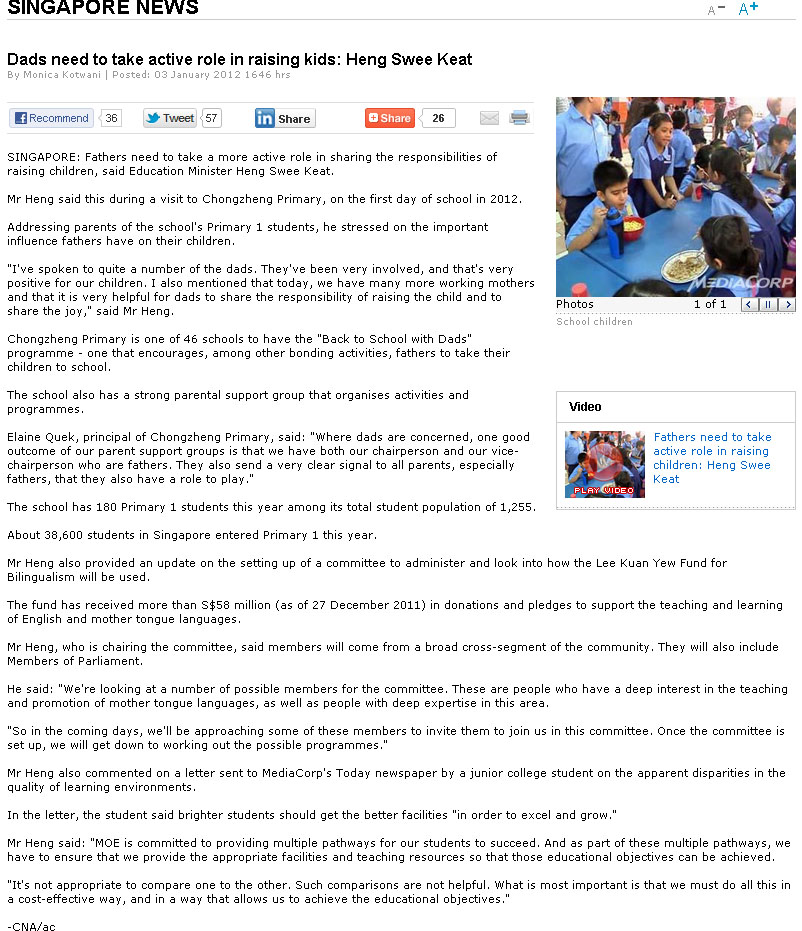 SINGAPORE NEWS
A− A+
Dads need to take active role in raising kids: Heng Swee Keat
By Monica Kotwani | Posted: 03 January 2012 1646 hrs
Recommend 36 Tweet 57 Share Share 26
SINGAPORE: Fathers need to take a more active role in sharing the responsibilities of
raising children, said Education Minister Heng Swee Keat.
Mr Heng said this during a visit to Chongzheng Primary, on the first day of school in 2012.
Addressing parents of the school's Primary 1 students, he stressed on the important
influence fathers have on their children.
"I've spoken to quite a number of the dads. They've been very involved, and that's very
positive for our children. I also mentioned that today, we have many more working mothers
and that it is very helpful for dads to share the responsibility of raising the child and to
share the joy," said Mr Heng.
Chongzheng Primary is one of 46 schools to have the "Back to School with Dads"
programme - one that encourages, among other bonding activities, fathers to take their
children to school.
The school also has a strong parental support group that organises activities and
programmes.
Elaine Quek, principal of Chongzheng Primary, said: "Where dads are concerned, one good
outcome of our parent support groups is that we have both our chairperson and our vice-
chairperson who are fathers. They also send a very clear signal to all parents, especially
fathers, that they also have a role to play."
The school has 180 Primary 1 students this year among its total student population of 1,255.
About 38,600 students in Singapore entered Primary 1 this year.
Mr Heng also provided an update on the setting up of a committee to administer and look into how the Lee Kuan Yew Fund for
Bilingualism will be used.
The fund has received more than S$58 million (as of 27 December 2011) in donations and pledges to support the teaching and learning
of English and mother tongue languages.
Mr Heng, who is chairing the committee, said members will come from a broad cross-segment of the community. They will also include
Members of Parliament.
He said: "We're looking at a number of possible members for the committee. These are people who have a deep interest in the teaching
and promotion of mother tongue languages, as well as people with deep expertise in this area.
"So in the coming days, we'll be approaching some of these members to invite them to join us in this committee. Once the committee is
set up, we will get down to working out the possible programmes."
Mr Heng also commented on a letter sent to MediaCorp's Today newspaper by a junior college student on the apparent disparities in the
quality of learning environments.
In the letter, the student said brighter students should get the better facilities "in order to excel and grow."
Mr Heng said: "MOE is committed to providing multiple pathways for our students to succeed. And as part of these multiple pathways, we
have to ensure that we provide the appropriate facilities and teaching resources so that those educational objectives can be achieved.
"It's not appropriate to compare one to the other. Such comparisons are not helpful. What is most important is that we must do all this in
a cost-effective way, and in a way that allows us to achieve the educational objectives."
-CNA/ac
MEDIACORP
Photos 1 of 1
School children
Video
PLAY VIDEO
Fathers need to take
active role in raising
children: Heng Swee
Keat